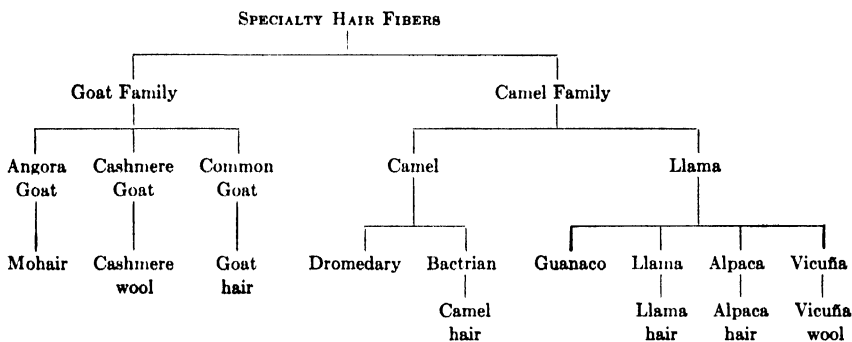 SPECIALTY HAIR FIBERS
Goat Family Camel Family
Angora Cashmere Common Camel Llama
Goat Goat Goat
Mohair Cashmere Goat Dromedary Bactrian Guanaco Llama Alpaca Vicuña
wool hair
Camel Llama Alpaca Vicuña
hair hair hair wool